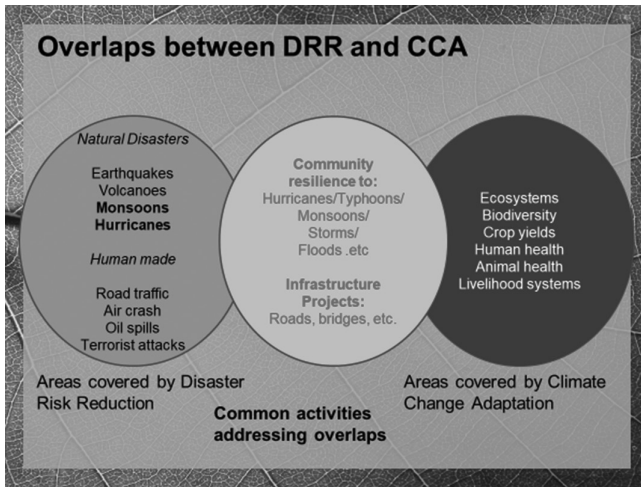 Overlaps between DRR and CCA
Natural Disasters
Earthquakes
Volcanoes
Monsoons
Hurricanes
Human made
Road traffic
Air crash
Oil spills
Terrorist attacks
Areas covered by Disaster
Risk Reduction
Community
resilience to:
Hurricanes/Typhoons/
Monsoons/
Storms/
Floods .etc
Infrastructure
Projects:
Roads, bridges, etc.
Common activities
addressing overlaps
Ecosystems
Biodiversity
Crop yields
Human health
Animal health
Livelihood systems
Areas covered by Climate
Change Adaptation